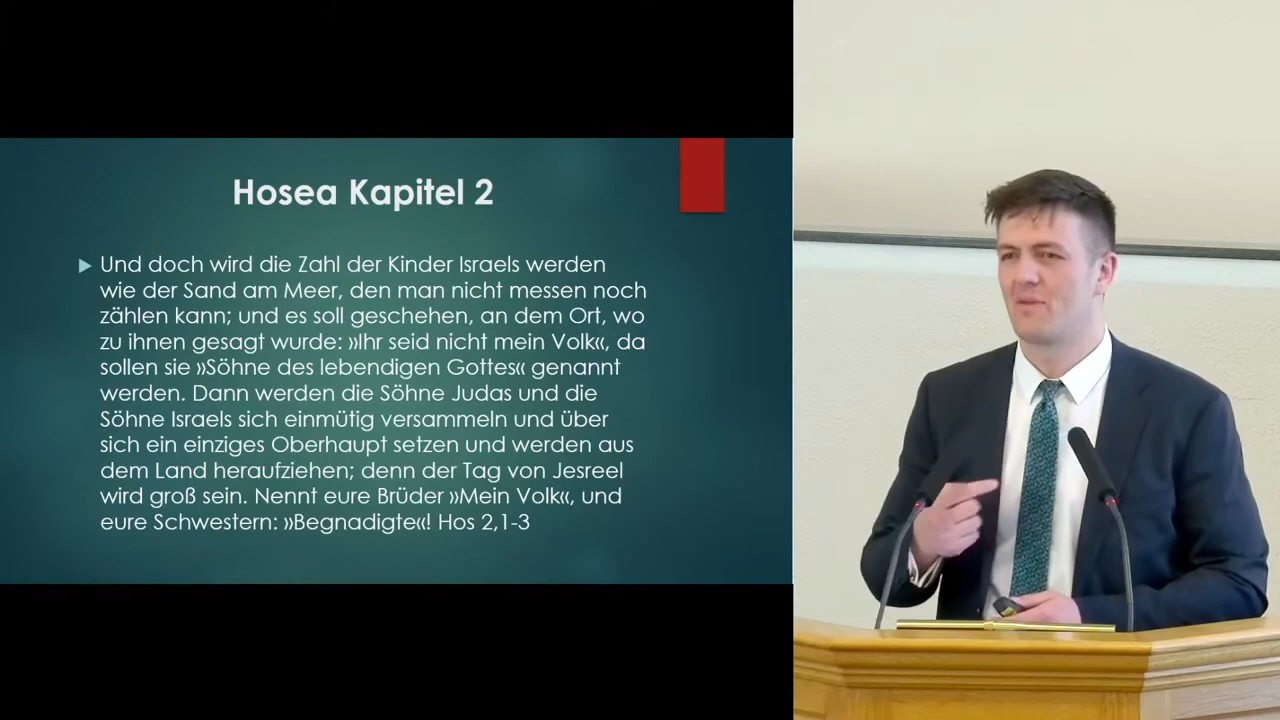 Hosea Kapitel 2
Und doch wird die Zahl der Kinder Israels werden
wie der Sand am Meer, den man nicht messen noch
zählen kann; und es soll geschehen, an dem Ort, wo
zu ihnen gesagt wurde: »Ihr seid nicht mein Volk«, da
sollen sie »Söhne des lebendigen Gottes« genannt
werden. Dann werden die Söhne Judas und die
Söhne Israels sich einmütig versammeln und über
sich ein einziges Oberhaupt setzen und werden aus
dem Land heraufziehen; denn der Tag von Jesreel
wird groß sein. Nennt eure Brüder »Mein Volk«, und
eure Schwestern: »Begnadigte«! Hos 2,1-3